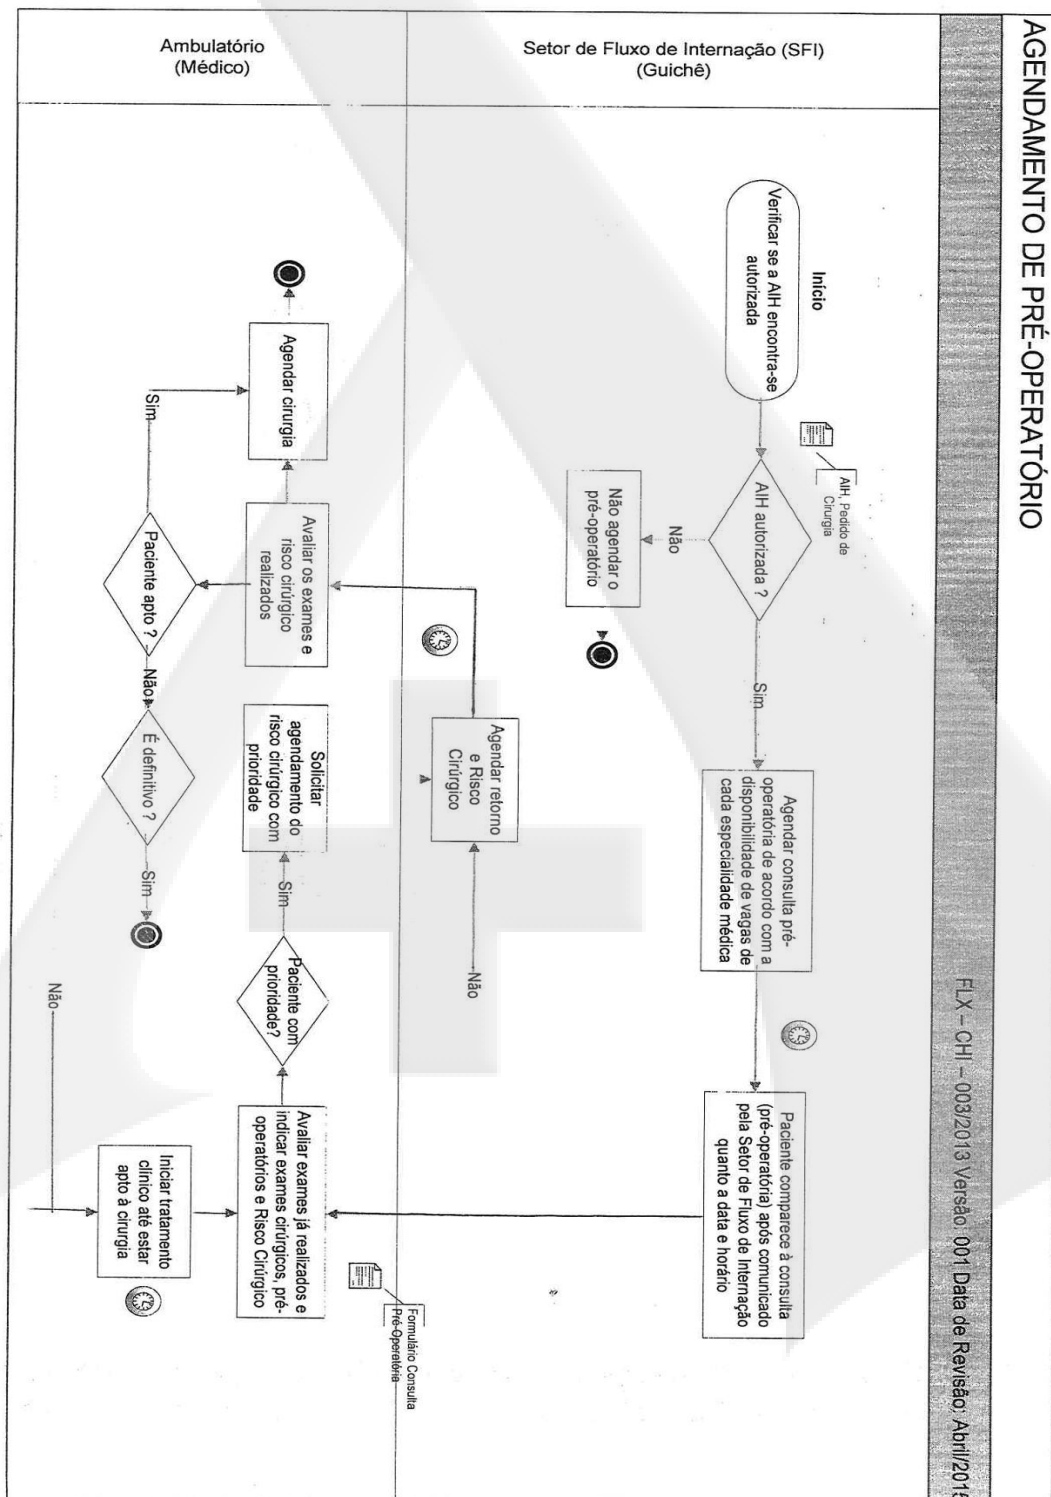 AGENDAMENTO DE PRÉ-OPERATÓRIO
FLX – CHI – 003/2013 Versão: 001 Data de Revisão: Abril/2015
Setor de Fluxo de Internação (SFI)
(Guichê)
Início
Verificar se a AIH encontra-se
autorizada
AIH, Pedido de
Cirurgia
AIH autorizada ?
Não
Não agendar o
pré-operatório
Sim
Agendar consulta pré-
operatória de acordo com a
disponibilidade de vagas de
cada especialidade médica
Paciente comparece à consulta
(pré-operatória) após comunicado
pela Setor de Fluxo de Internação
quanto a data e horário
Agendar retorno
e Risco
Cirúrgico
Não
Ambulatório
(Médico)
Agendar cirurgia
Avaliar os exames e
risco cirúrgico
realizados
Sim
Paciente apto ?
Não
É definitivo ?
Sim
Solicitar
agendamento do
risco cirúrgico com
prioridade
Sim
Paciente com
prioridade?
Avaliar exames já realizados e
indicar exames cirúrgicos, pré-
operatórios e Risco Cirúrgico
Formulário Consulta
Pré-Operatória
Não
Iniciar tratamento
clínico até estar
apto à cirurgia